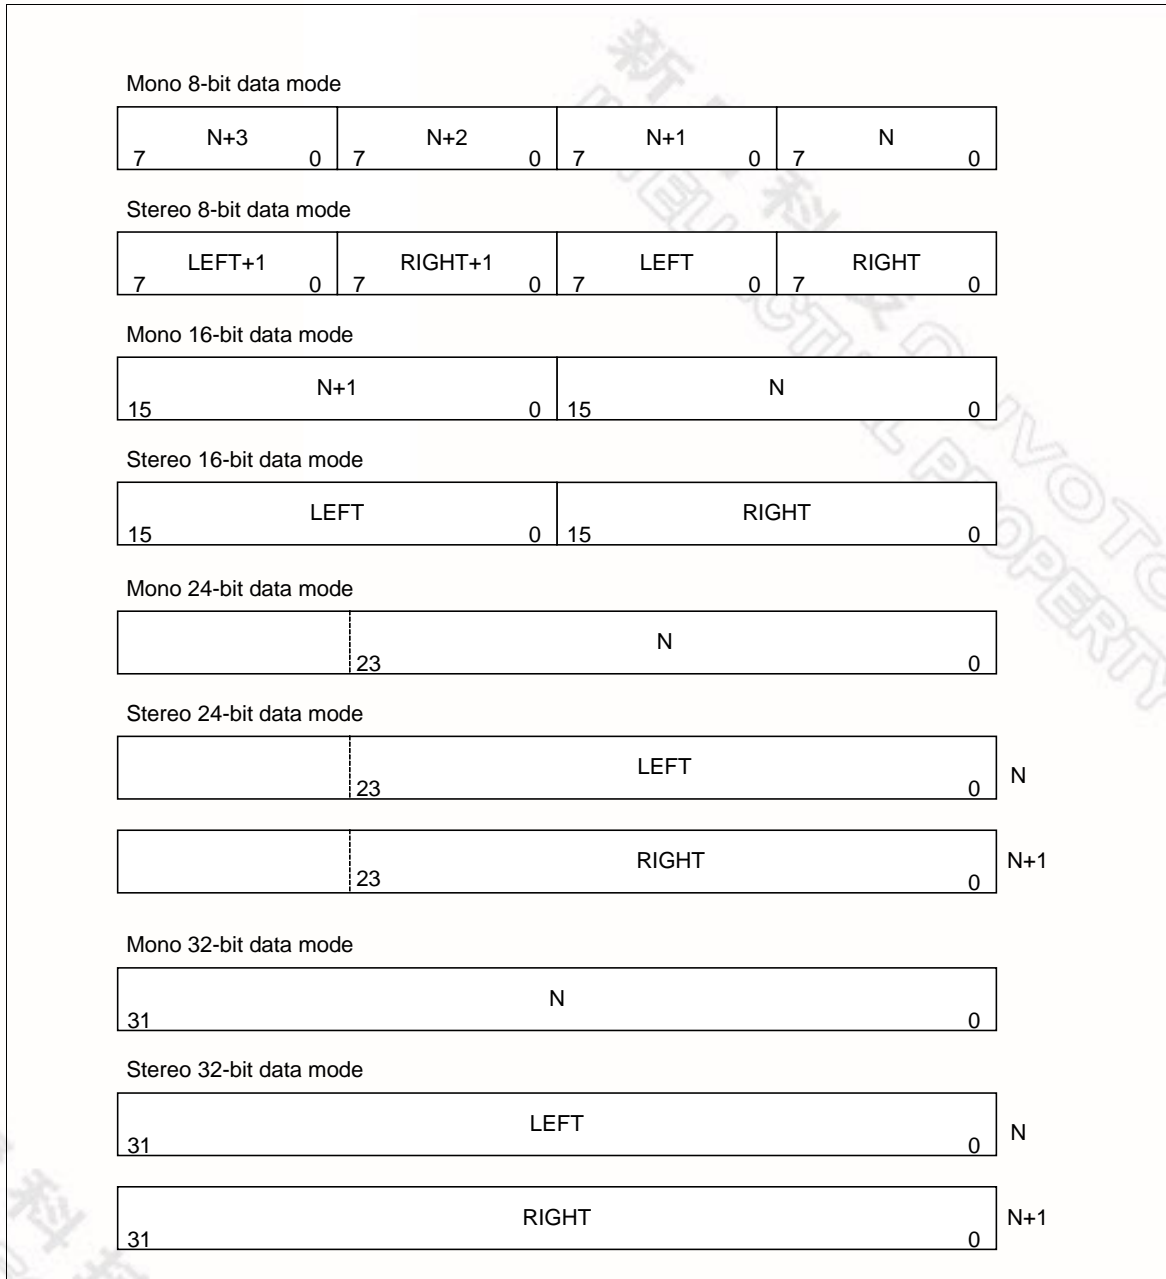 Mono 8-bit data mode
N+3 N+2 N+1 N
7 0 7 0 7 0 7 0
Stereo 8-bit data mode
LEFT+1 RIGHT+1 LEFT RIGHT
7 0 7 0 7 0 7 0
Mono 16-bit data mode
N+1 N
15 0 15 0
Stereo 16-bit data mode
LEFT RIGHT
15 0 15 0
Mono 24-bit data mode
N
23 0
Stereo 24-bit data mode
LEFT N
23 0
RIGHT N+1
23 0
Mono 32-bit data mode
N
31 0
Stereo 32-bit data mode
LEFT N
31 0
RIGHT N+1
31 0